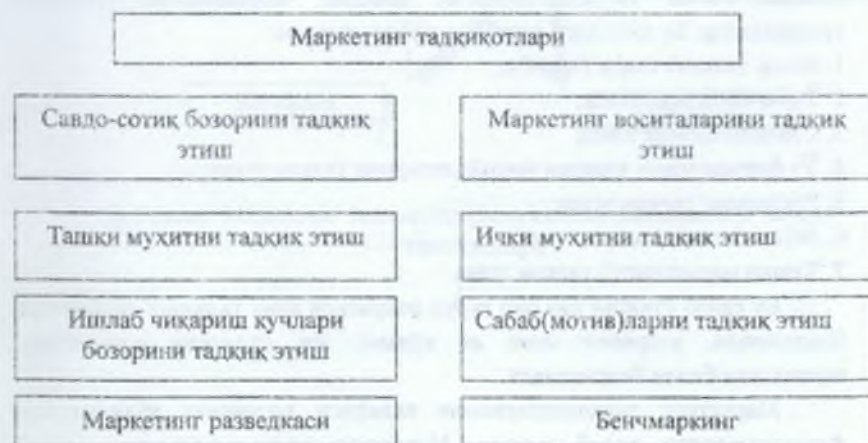 Маркетинг тадқиқотлари
Савдо-сотиқ бозорини тадқиқ
этиш
Маркетинг воситаларини тадқиқ
этиш
Ташқи муҳитни тадқиқ этиш
Ички муҳитни тадқиқ этиш
Ишлаб чиқариш кучлари
бозорини тадқиқ этиш
Сабаб(мотив)ларни тадқиқ этиш
Маркетинг разведкаси
Бенчмаркинг